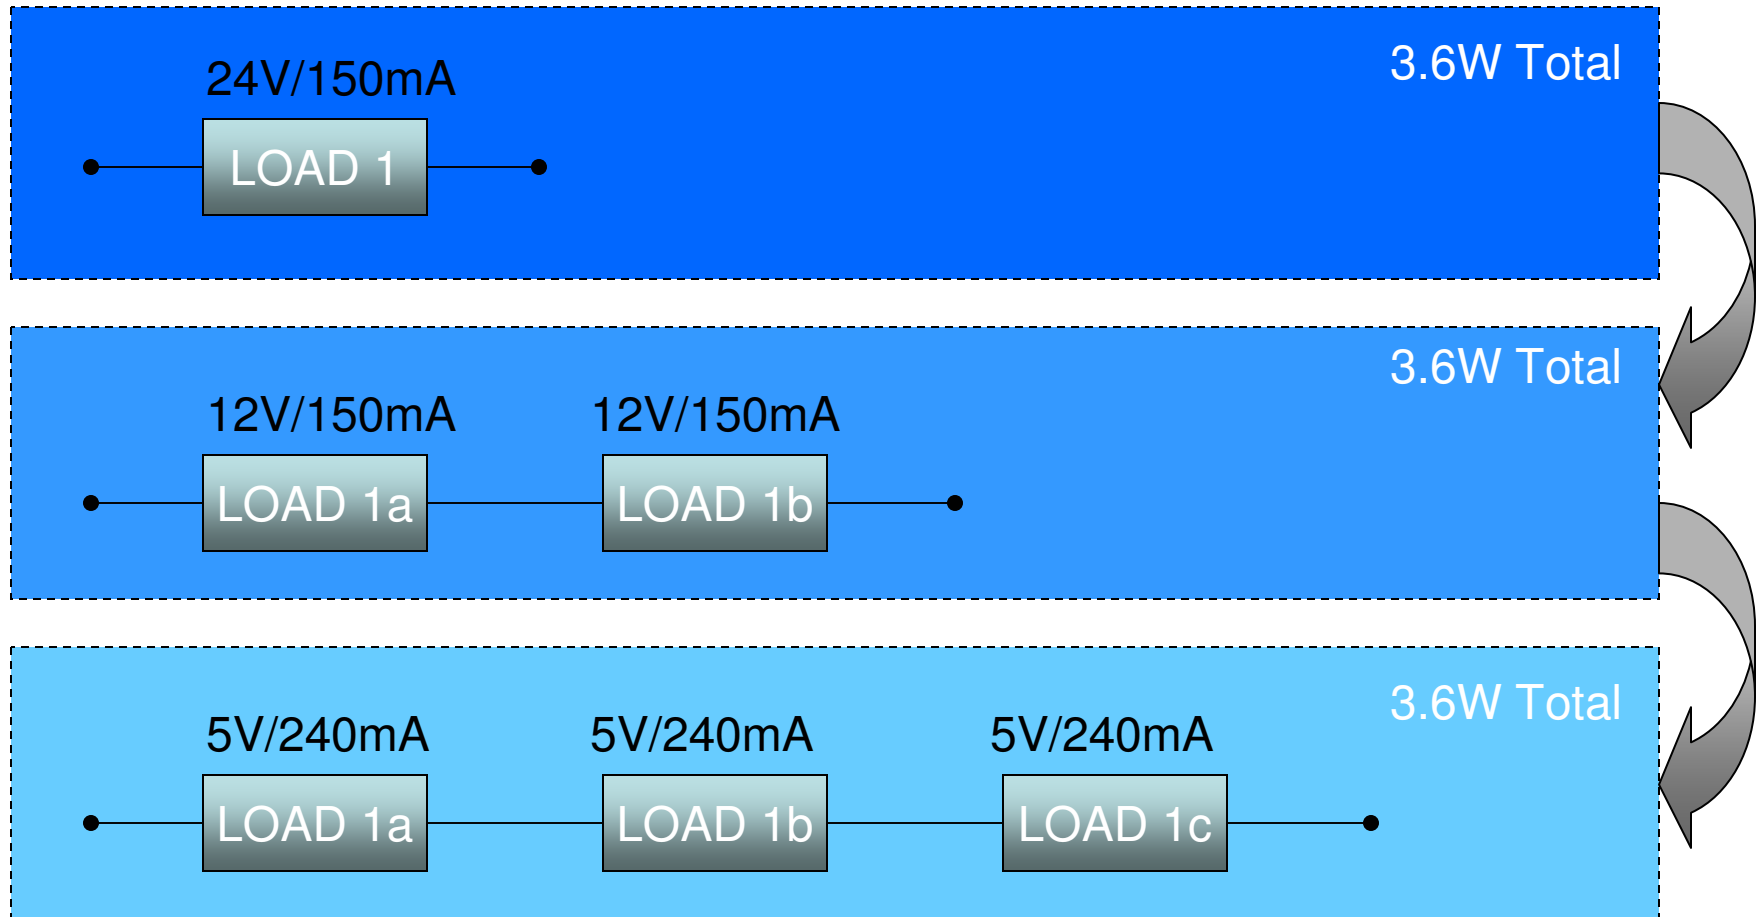 3.6W Total
24V/150mA
LOAD 1
3.6W Total
12V/150mA 12V/150mA
LOAD 1a LOAD 1b
3.6W Total
5V/240mA 5V/240mA 5V/240mA
LOAD 1a LOAD 1b LOAD 1c